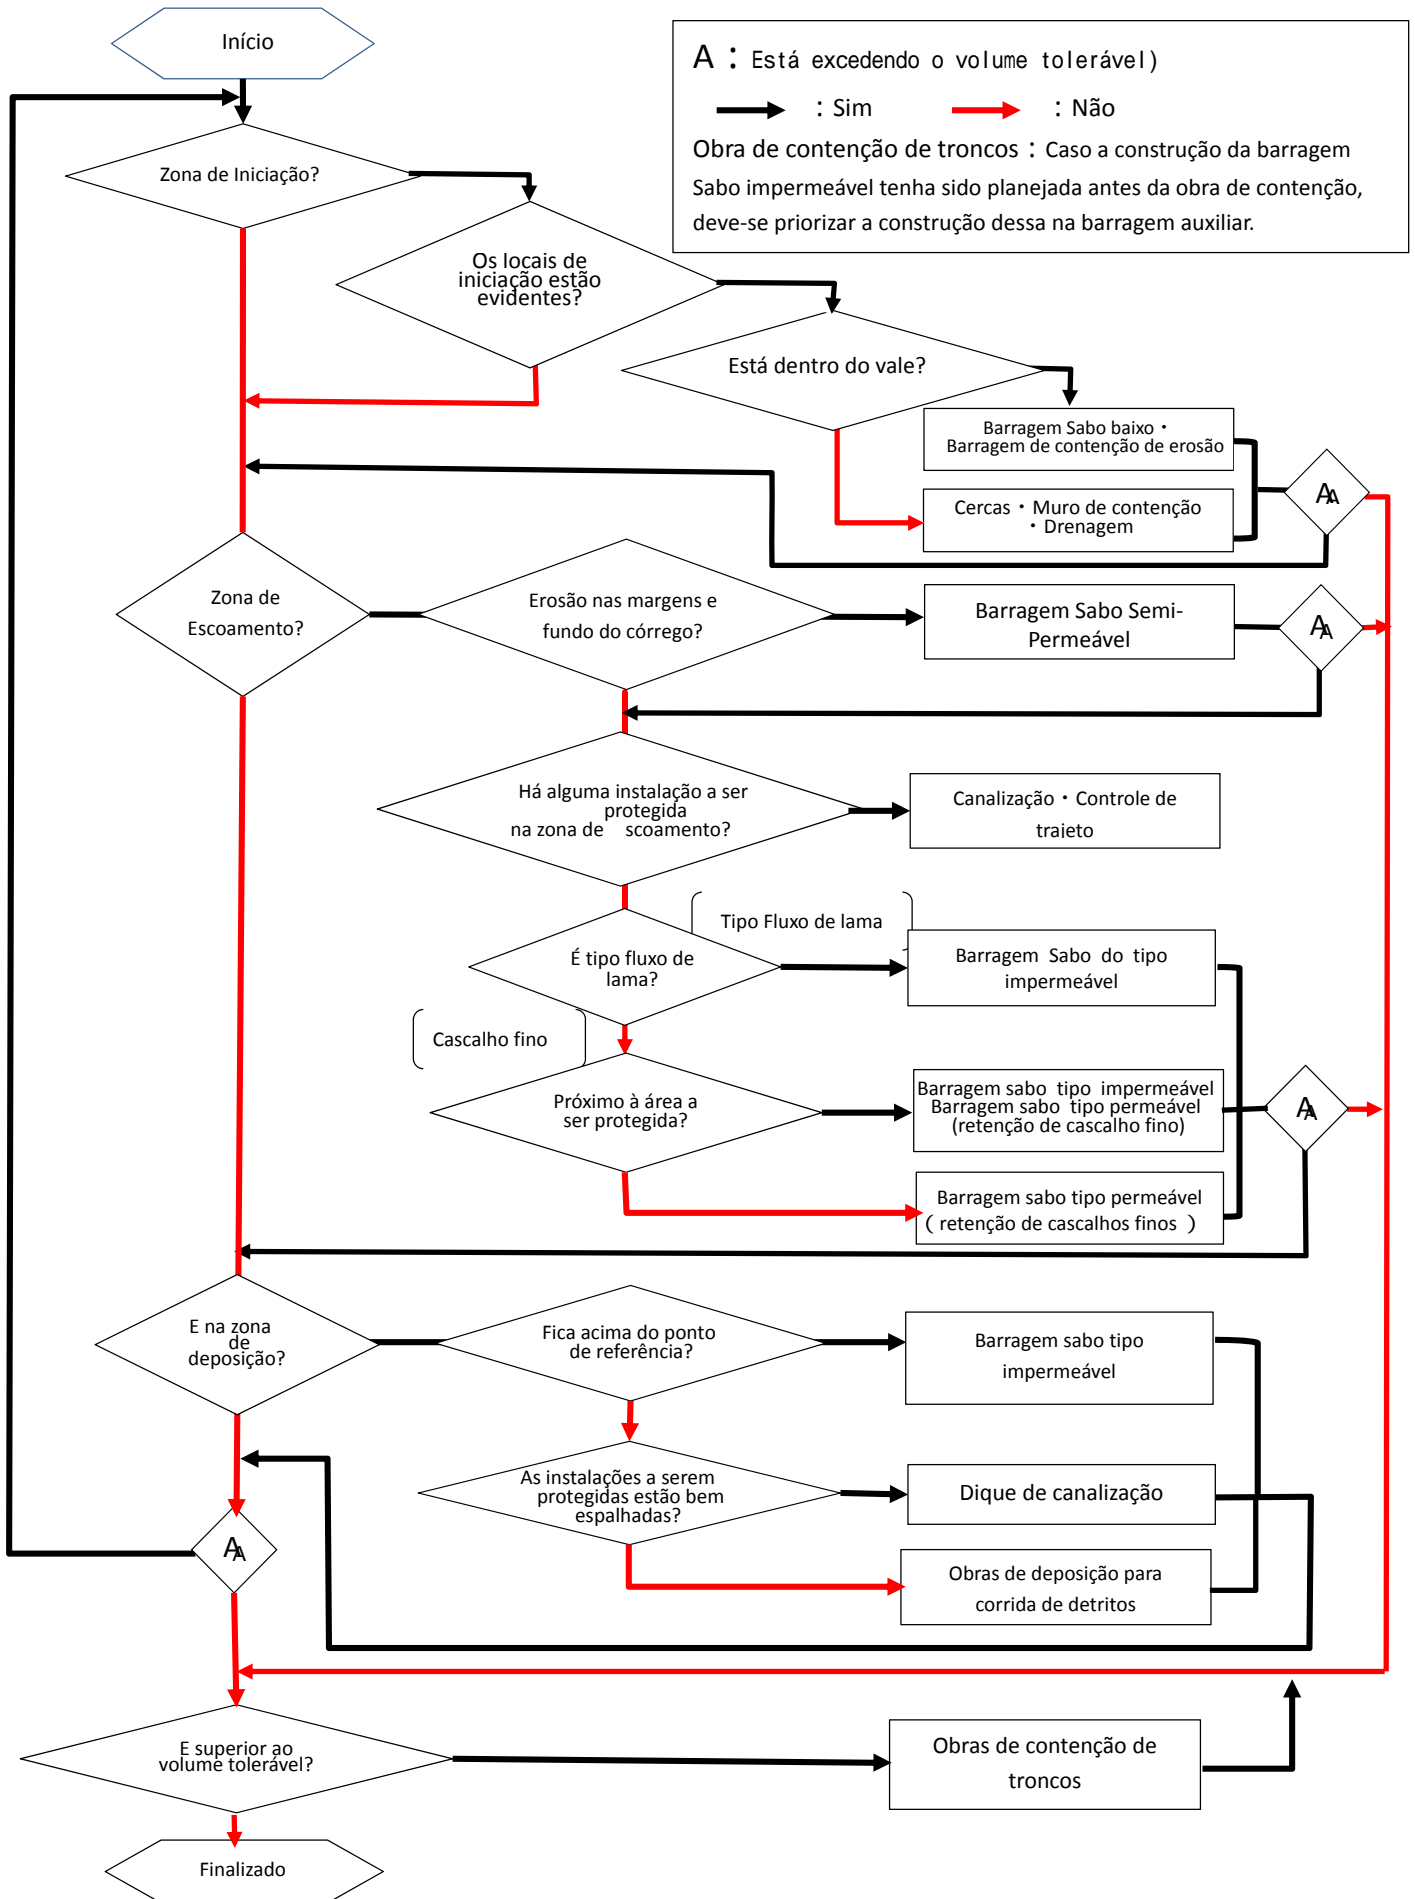 Início
A：Está excedendo o volume tolerável)
：Sim
：Não
Obra de contenção de troncos：Caso a construção da barragem
Sabo impermeável tenha sido planejada antes da obra de contenção,
deve-se priorizar a construção dessa na barragem auxiliar.
Zona de Iniciação?
Os locais de
iniciação estão
evidentes?
Está dentro do vale?
Barragem Sabo baixo・
Barragem de contenção de erosão
A
A
Cercas・Muro de contenção
・Drenagem
Zona de
Escoamento?
Erosão nas margens e
fundo do córrego?
Barragem Sabo Semi-
Permeável
A
A
Há alguma instalação a ser
protegida
na zona de scoamento?
Canalização・Controle de
traieto
Tipo Fluxo de lama
É tipo fluxo de
lama?
Barragem Sabo do tipo
impermeável
Cascalho fino
Próximo à área a
ser protegida?
Barragem sabo tipo impermeável
Barragem sabo tipo permeável
(retenção de cascalho fino)
A
A
Barragem sabo tipo permeável
（retenção de cascalhos finos）
E na zona
de
deposição?
Fica acima do ponto
de referência?
Barragem sabo tipo
impermeável
As instalações a serem
protegidas estão bem
espalhadas?
Dique de canalização
A
A
Obras de deposição para
corrida de detritos
E superior ao
volume tolerável?
Obras de contenção de
troncos
Finalizado